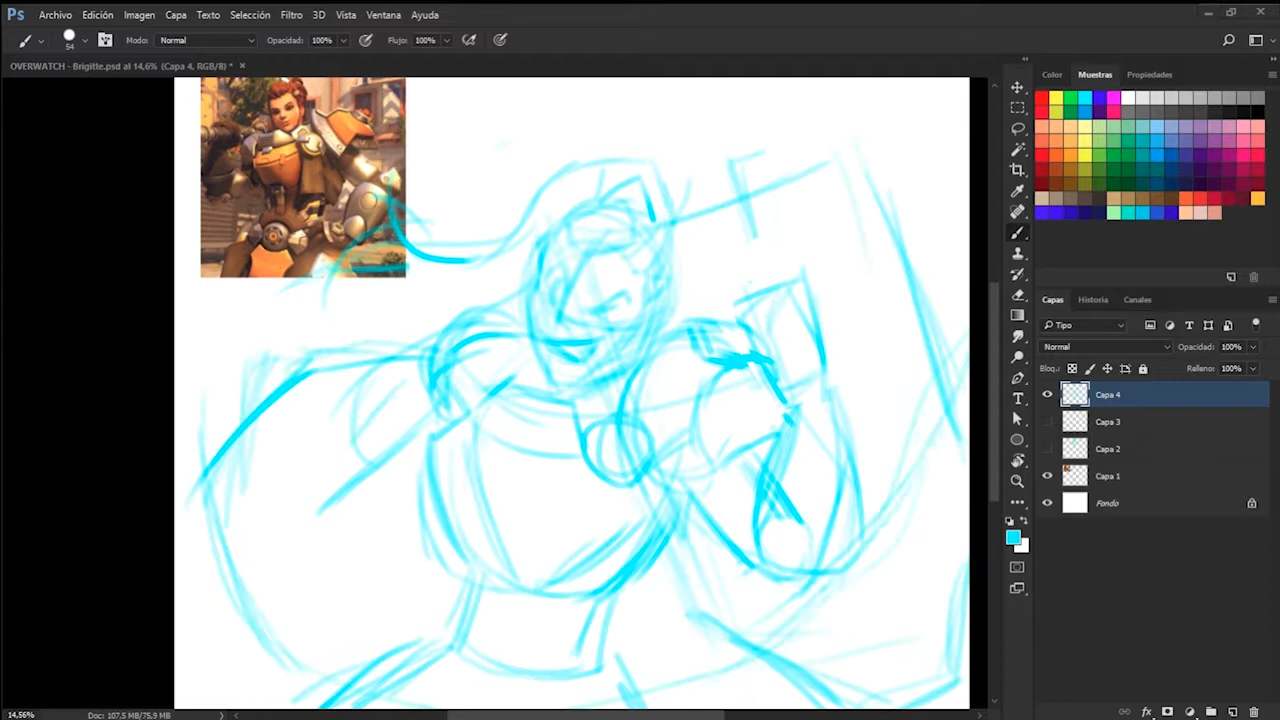 Ps Archivo Edición Imagen Capa Texto Selección Filtro 3D Vista Ventana Ayuda
54 Modo: Normal Opacidad: 100% Flujo: 100%
OVERWATCH - Brigitte.psd al 14,6% (Capa 4, RGB/8) * ×
Color Muestras Propiedades
Capas Historia Canales
Tipo
Normal Opacidad: 100%
Bloq.: Relleno: 100%
Capa 4
Capa 3
Capa 2
Capa 1
Fondo
14,56% Doc: 107,5 MB/75,9 MB